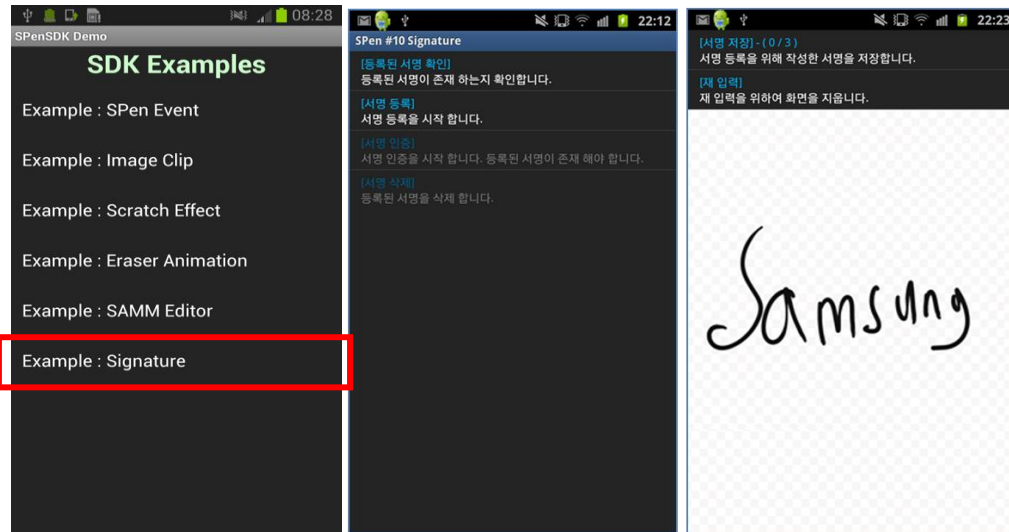 08:28
SPenSDK Demo
SDK Examples
Example : SPen Event
Example : Image Clip
Example : Scratch Effect
Example : Eraser Animation
Example : SAMM Editor
Example : Signature
22:12
SPen #10 Signature
[등록된 서명 확인]
등록된 서명이 존재 하는지 확인합니다.
[서명 등록]
서명 등록을 시작 합니다.
[서명 인증]
서명 인증을 시작 합니다. 등록된 서명이 존재 해야 합니다.
[서명 삭제]
등록된 서명을 삭제 합니다.
22:23
[서명 저장] - ( 0 / 3 )
서명 등록을 위해 작성한 서명을 저장합니다.
[재 입력]
재 입력을 위하여 화면을 지웁니다.
Samsung